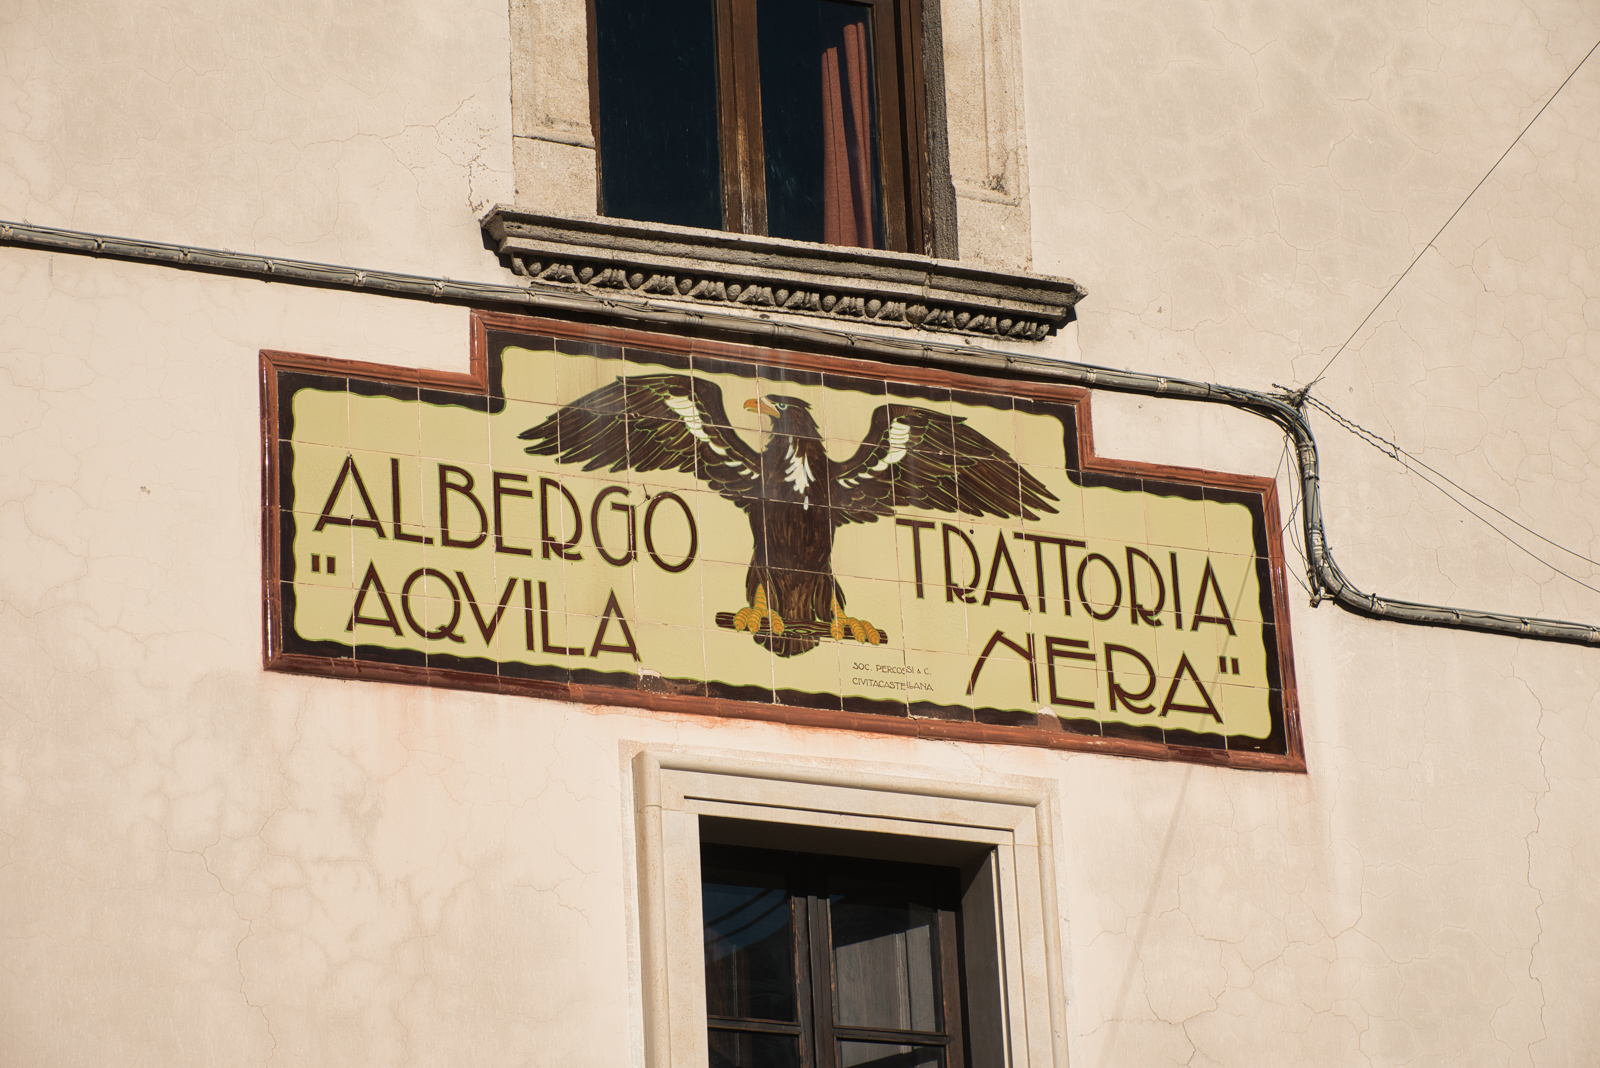 ALBERGO TRATTORIA
"AQVILA NERA"
SOC. PERCOSSI & C.
CIVITACASTELLANA